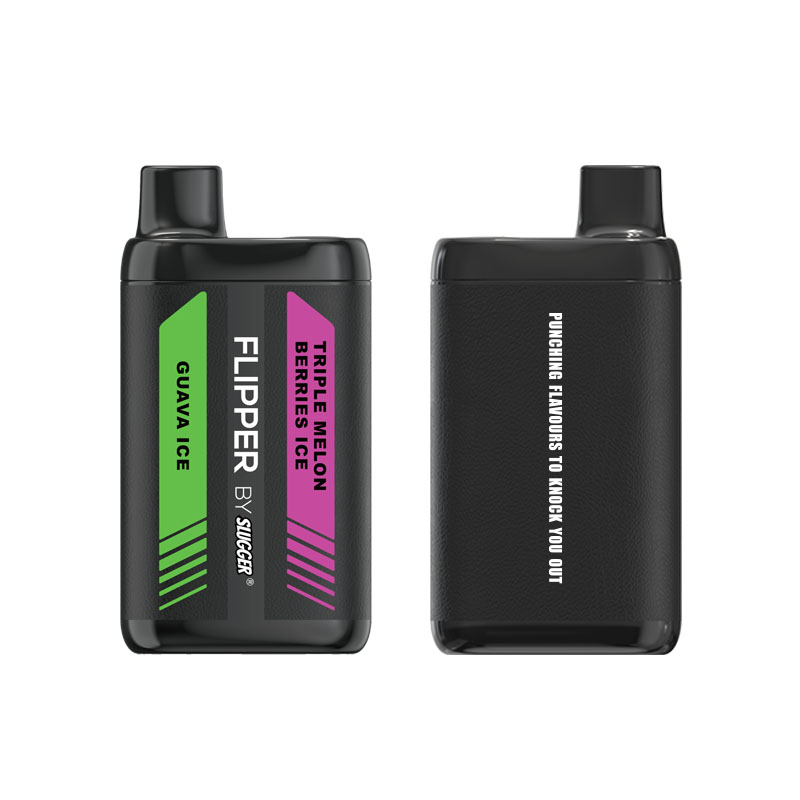 GUAVA ICE
FLIPPER BY SLUGGER®
TRIPLE MELON
BERRIES ICE
PUNCHING FLAVOURS TO KNOCK YOU OUT